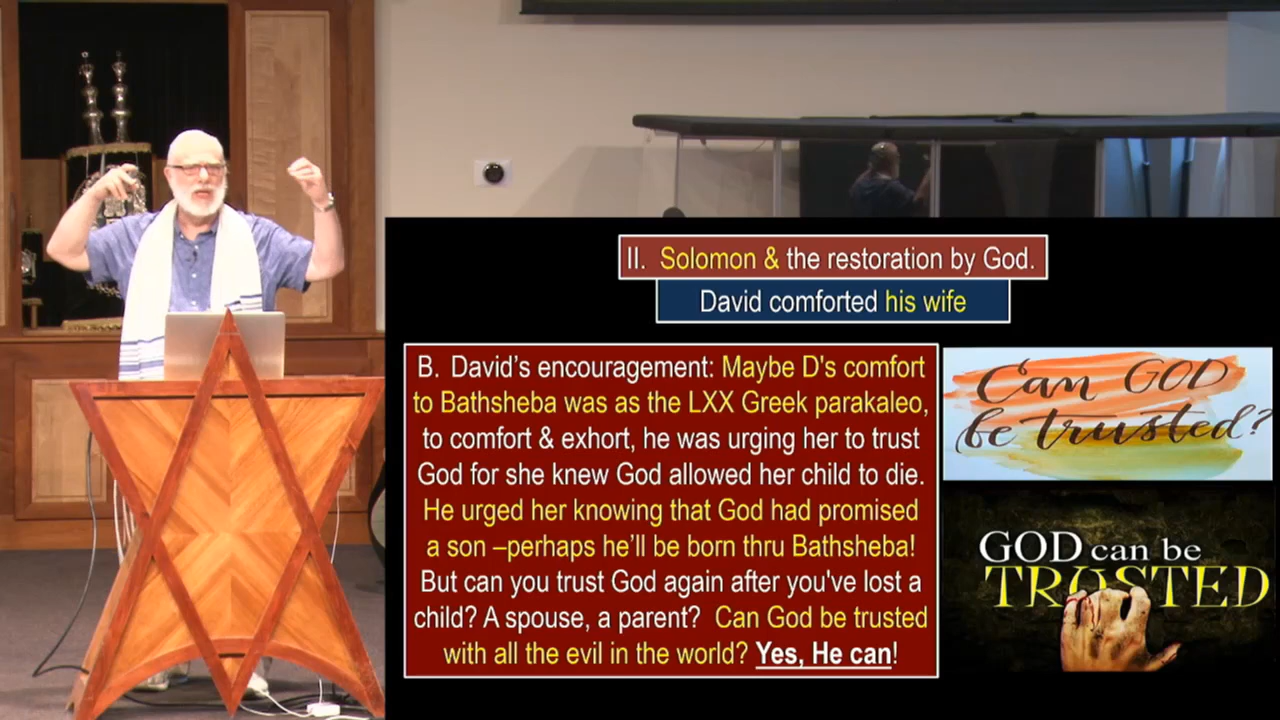 II. Solomon & the restoration by God.
David comforted his wife
B. David's encouragement: Maybe D's comfort
to Bathsheba was as the LXX Greek parakaleo,
to comfort & exhort, he was urging her to trust
God for she knew God allowed her child to die.
He urged her knowing that God had promised
a son –perhaps he'll be born thru Bathsheba!
But can you trust God again after you've lost a
child? A spouse, a parent? Can God be trusted
with all the evil in the world? Yes, He can!
Can GOD
be trusted?
GOD can be
TRUSTED